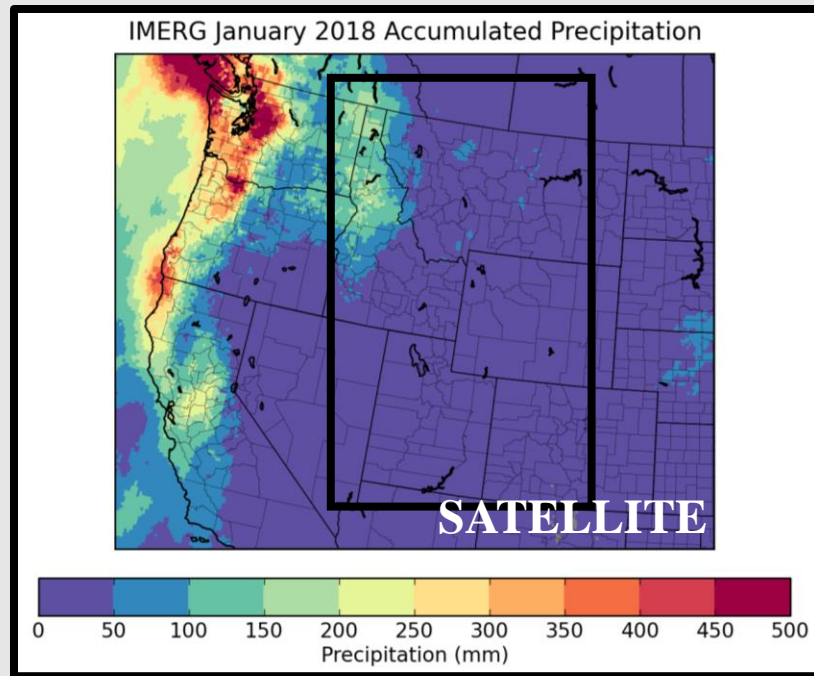 IMERG January 2018 Accumulated Precipitation
SATELLITE
0 50 100 150 200 250 300 350 400 450 500
Precipitation (mm)